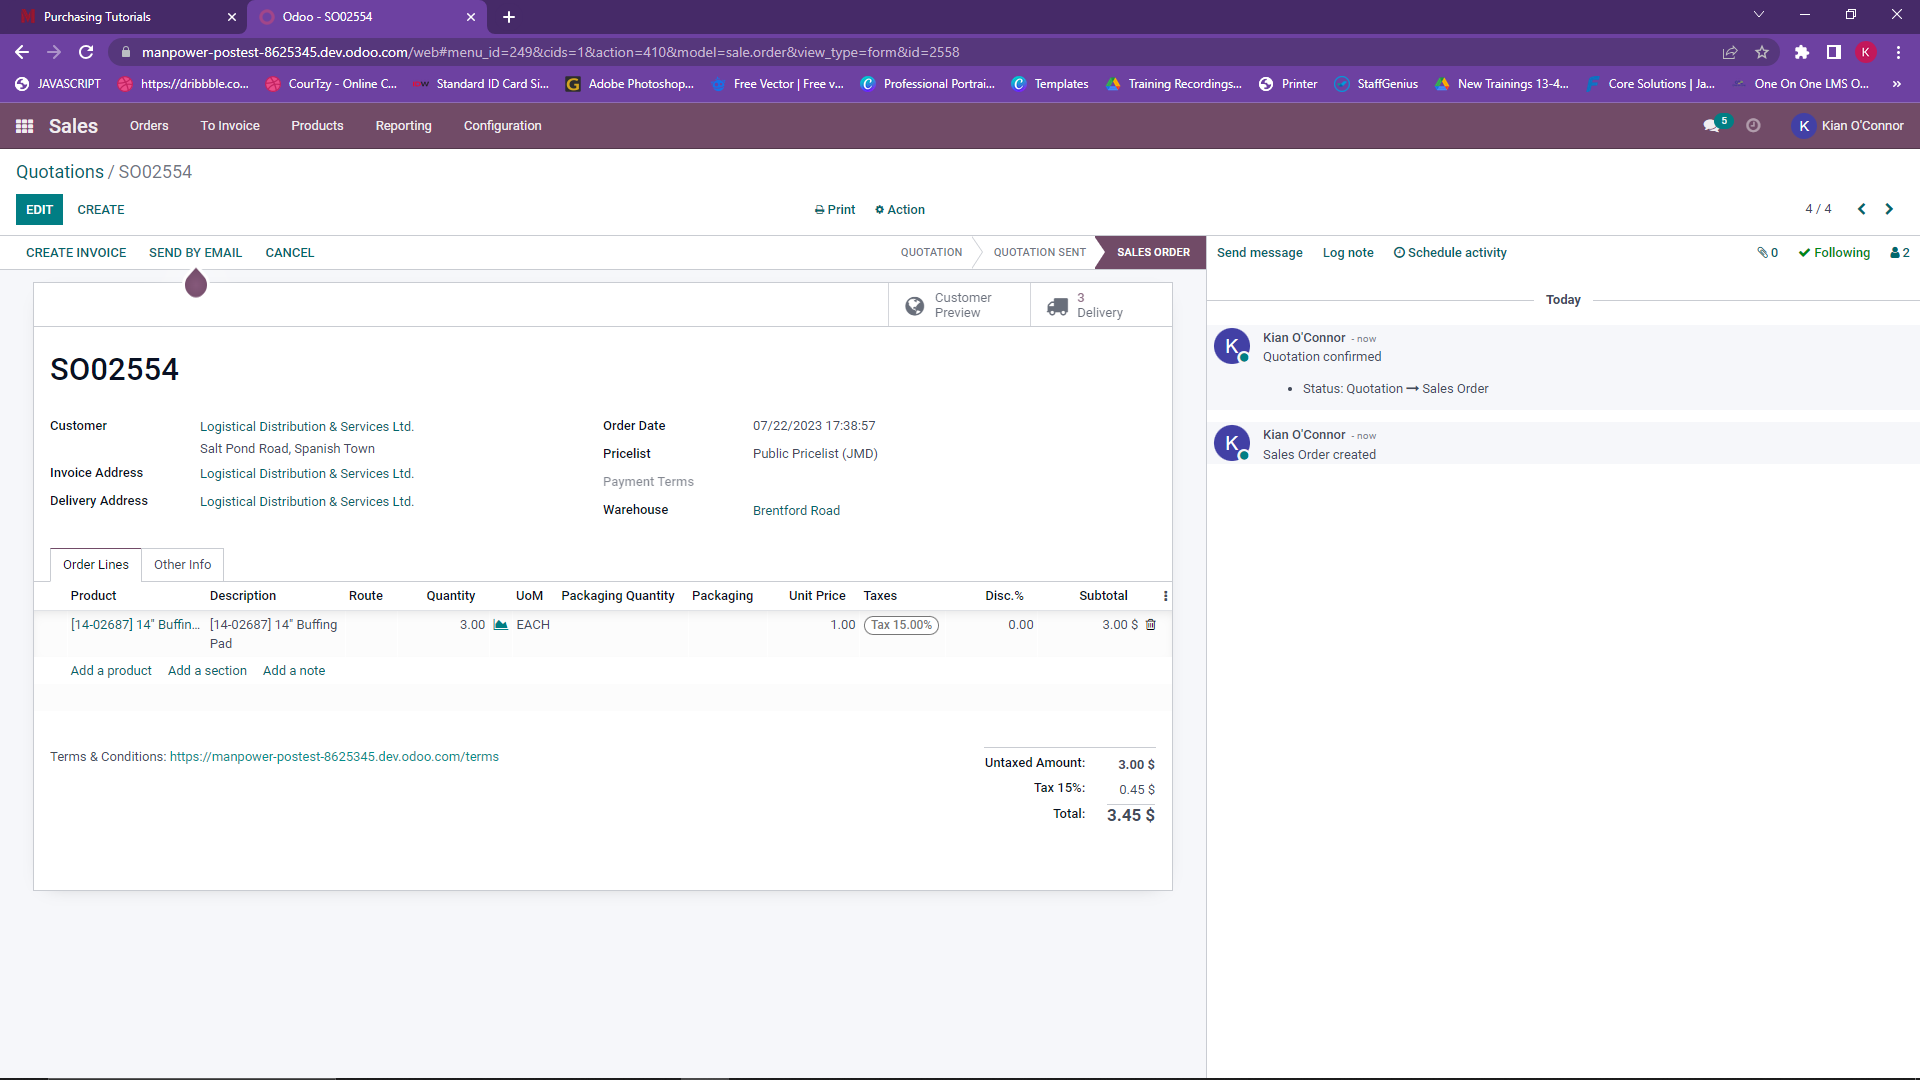 Purchasing Tutorials
Odoo - SO02554
manpower-postest-8625345.dev.odoo.com/web#menu_id=249&cids=1&action=410&model=sale.order&view_type=form&id=2558
K
JAVASCRIPT
https://dribbble.co...
CourTzy - Online C...
Standard ID Card Si...
Adobe Photoshop...
Free Vector | Free v...
Professional Portrai...
Templates
Training Recordings...
Printer
StaffGenius
New Trainings 13-4...
Core Solutions | Ja...
One On One LMS O...
»
Sales
Orders
To Invoice
Products
Reporting
Configuration
5
K
Kian O'Connor
Quotations / SO02554
EDIT
CREATE
Print
Action
4 / 4
CREATE INVOICE
SEND BY EMAIL
CANCEL
QUOTATION
QUOTATION SENT
SALES ORDER
Send message
Log note
Schedule activity
0
Following
2
Customer Preview
3 Delivery
Today
SO02554
Customer
Logistical Distribution & Services Ltd.
Salt Pond Road, Spanish Town
Invoice Address
Logistical Distribution & Services Ltd.
Delivery Address
Logistical Distribution & Services Ltd.
Order Date
07/22/2023 17:38:57
Pricelist
Public Pricelist (JMD)
Payment Terms
Warehouse
Brentford Road
K
Kian O'Connor - now
Quotation confirmed
• Status: Quotation → Sales Order
K
Kian O'Connor - now
Sales Order created
Order Lines
Other Info
Product
Description
Route
Quantity
UoM
Packaging Quantity
Packaging
Unit Price
Taxes
Disc.%
Subtotal
[14-02687] 14" Buffin...
[14-02687] 14" Buffing
Pad
3.00
EACH
1.00
Tax 15.00%
0.00
3.00 $
Add a product
Add a section
Add a note
Terms & Conditions: https://manpower-postest-8625345.dev.odoo.com/terms
Untaxed Amount: 3.00 $
Tax 15%: 0.45 $
Total: 3.45 $